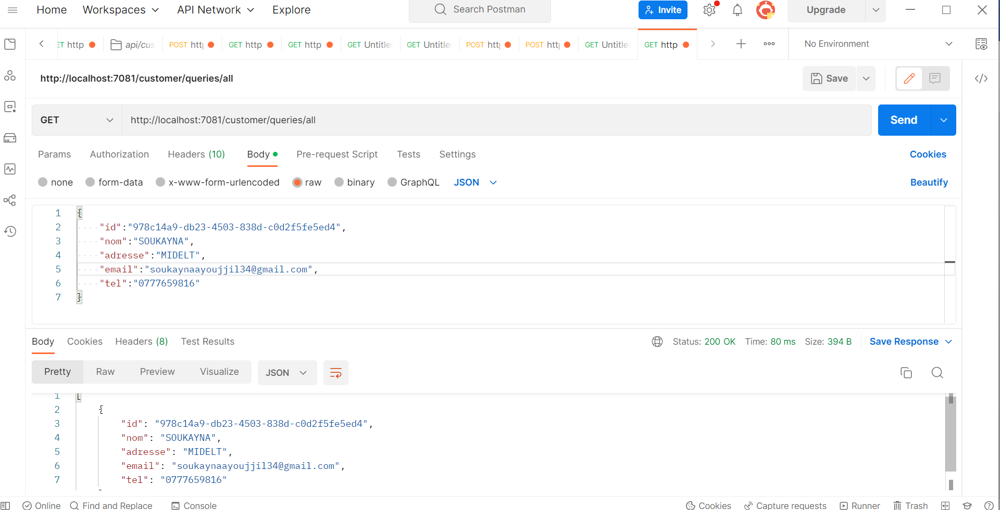 Home Workspaces API Network Explore Search Postman Invite Upgrade
ET http api/cus POST htt GET http GET http GET Untitle GET Untitle POST htt POST htt GET Untitle GET http No Environment
http://localhost:7081/customer/queries/all Save
GET http://localhost:7081/customer/queries/all Send
Params Authorization Headers (10) Body Pre-request Script Tests Settings Cookies
none form-data x-www-form-urlencoded raw binary GraphQL JSON Beautify
1 {
2 "id":"978c14a9-db23-4503-838d-c0d2f5fe5ed4",
3 "nom":"SOUKAYNA",
4 "adresse":"MIDELT",
5 "email":"soukaynaayoujjil34@gmail.com",
6 "tel":"0777659816"
7 }
Body Cookies Headers (8) Test Results Status: 200 OK Time: 80 ms Size: 394 B Save Response
Pretty Raw Preview Visualize JSON
1 [
2 {
3 "id": "978c14a9-db23-4503-838d-c0d2f5fe5ed4",
4 "nom": "SOUKAYNA",
5 "adresse": "MIDELT",
6 "email": "soukaynaayoujjil34@gmail.com",
7 "tel": "0777659816"
Online Find and Replace Console Cookies Capture requests Runner Trash